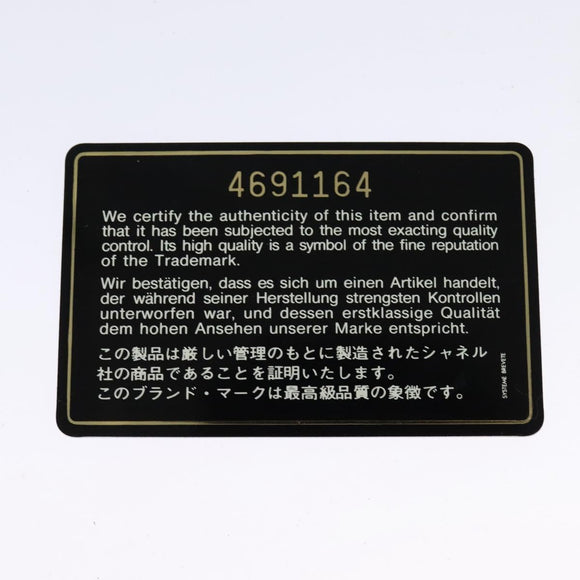 4691164
We certify the authenticity of this item and confirm
that it has been subjected to the most exacting quality
control. Its high quality is a symbol of the fine reputation
of the Trademark.
Wir bestätigen, dass es sich um einen Artikel handelt,
der während seiner Herstellung strengsten Kontrollen
unterworfen war, und dessen erstklassige Qualität
dem hohen Ansehen unserer Marke entspricht.
この製品は厳しい管理のもとに製造されたシャネル
社の商品であることを証明いたします。
このブランド・マークは最高級品質の象徴です。
SYSTEME BREVETE